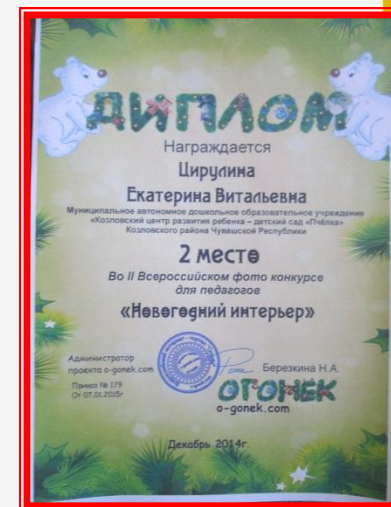 ДИПЛОМ
Награждается
Цирулина
Екатерина Витальевна
Муниципальное автономное дошкольное образовательное учреждение
«Козловский центр развития ребенка – детский сад «Пчёлка»
Козловского района Чувашской Республики
2 место
Во II Всероссийском фото конкурсе
для педагогов
«Новогодний интерьер»
Администратор
проекта o-gonek.com
Березкина Н.А.
Приказ № 179
От 07.01.2015г
ОГОНЕК
o-gonek.com
Декабрь 2014г.